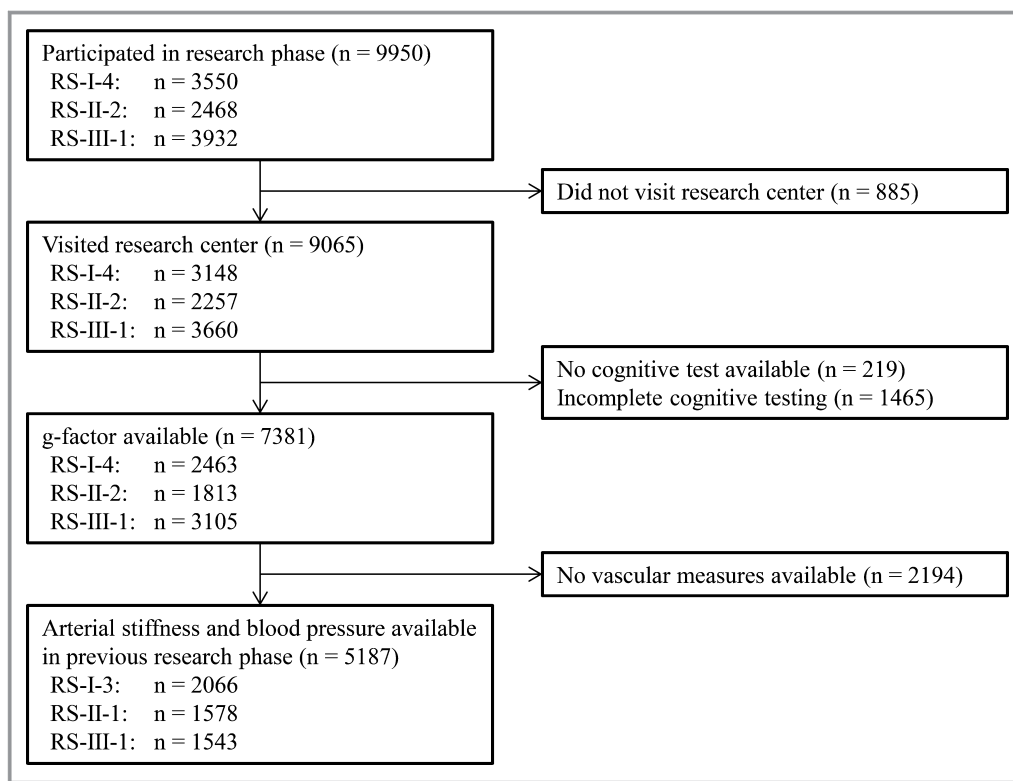 Participated in research phase (n = 9950)
RS-I-4: n = 3550
RS-II-2: n = 2468
RS-III-1: n = 3932
Did not visit research center (n = 885)
Visited research center (n = 9065)
RS-I-4: n = 3148
RS-II-2: n = 2257
RS-III-1: n = 3660
No cognitive test available (n = 219)
Incomplete cognitive testing (n = 1465)
g-factor available (n = 7381)
RS-I-4: n = 2463
RS-II-2: n = 1813
RS-III-1: n = 3105
No vascular measures available (n = 2194)
Arterial stiffness and blood pressure available
in previous research phase (n = 5187)
RS-I-3: n = 2066
RS-II-1: n = 1578
RS-III-1: n = 1543